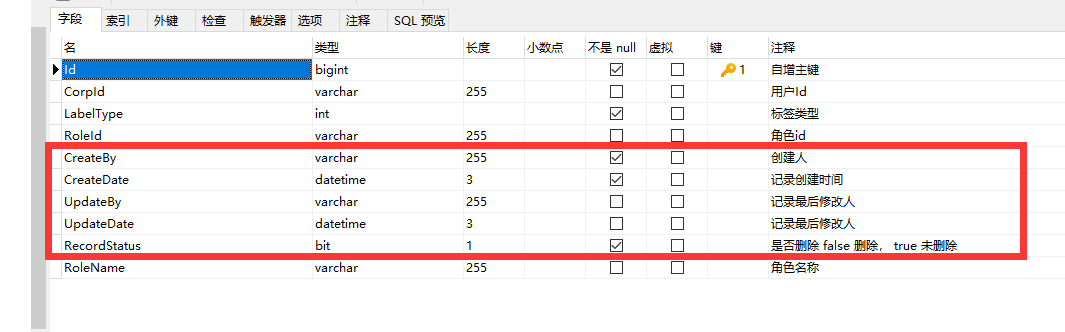 字段 索引 外键 检查 触发器 选项 注释 SQL 预览
名 类型 长度 小数点 不是 null 虚拟 键 注释
Id bigint 1 自增主键
CorpId varchar 255 用户Id
LabelType int 标签类型
RoleId varchar 255 角色id
CreateBy varchar 255 创建人
CreateDate datetime 3 记录创建时间
UpdateBy varchar 255 记录最后修改人
UpdateDate datetime 3 记录最后修改人
RecordStatus bit 1 是否删除 false 删除， true 未删除
RoleName varchar 255 角色名称